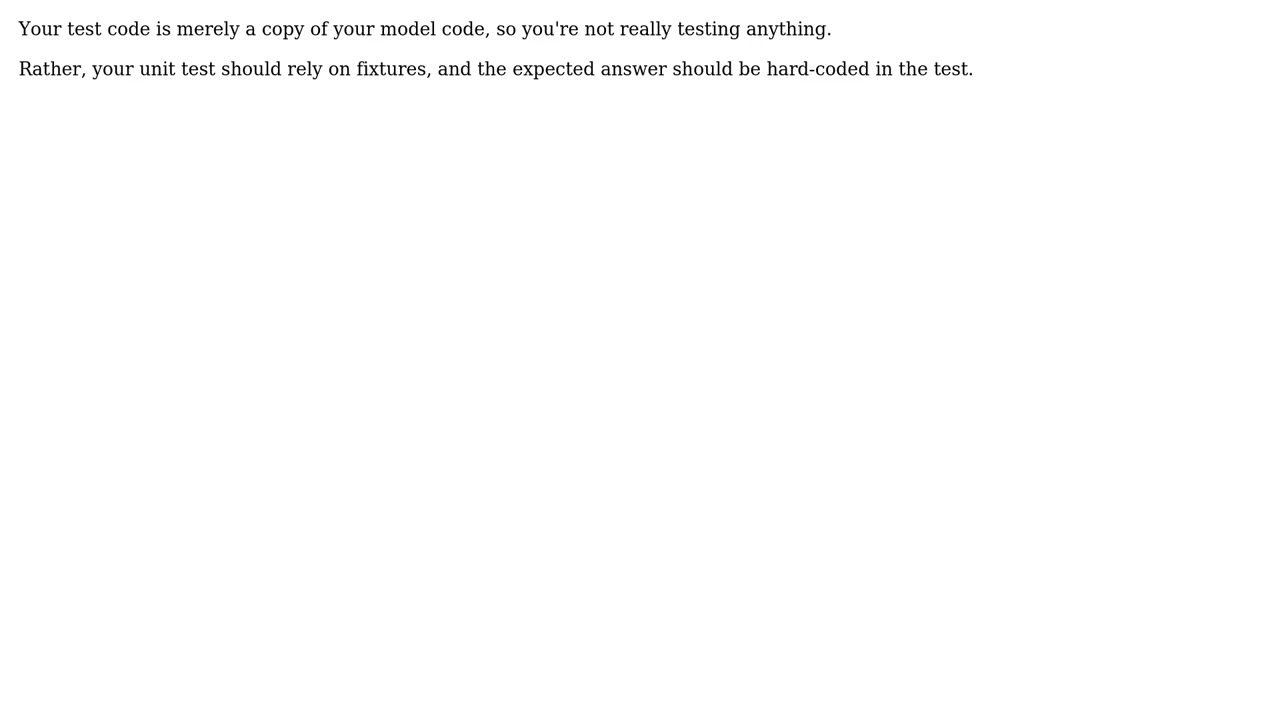 Your test code is merely a copy of your model code, so you're not really testing anything.
Rather, your unit test should rely on fixtures, and the expected answer should be hard-coded in the test.